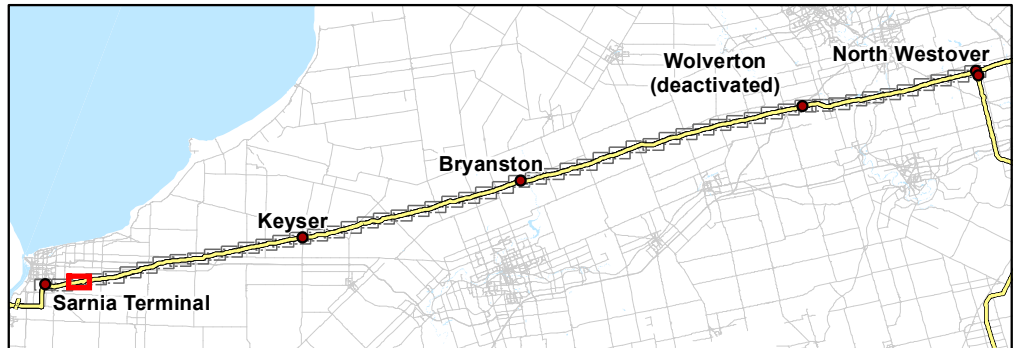 Wolverton
(deactivated)
North Westover
Bryanston
Keyser
Sarnia Terminal